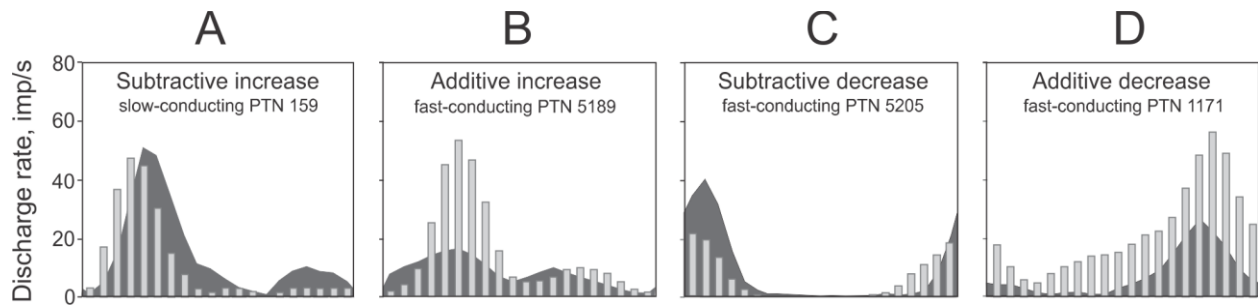 A
B
C
D
Discharge rate, imp/s
80
60
40
20
0
Subtractive increase
slow-conducting PTN 159
Additive increase
fast-conducting PTN 5189
Subtractive decrease
fast-conducting PTN 5205
Additive decrease
fast-conducting PTN 1171